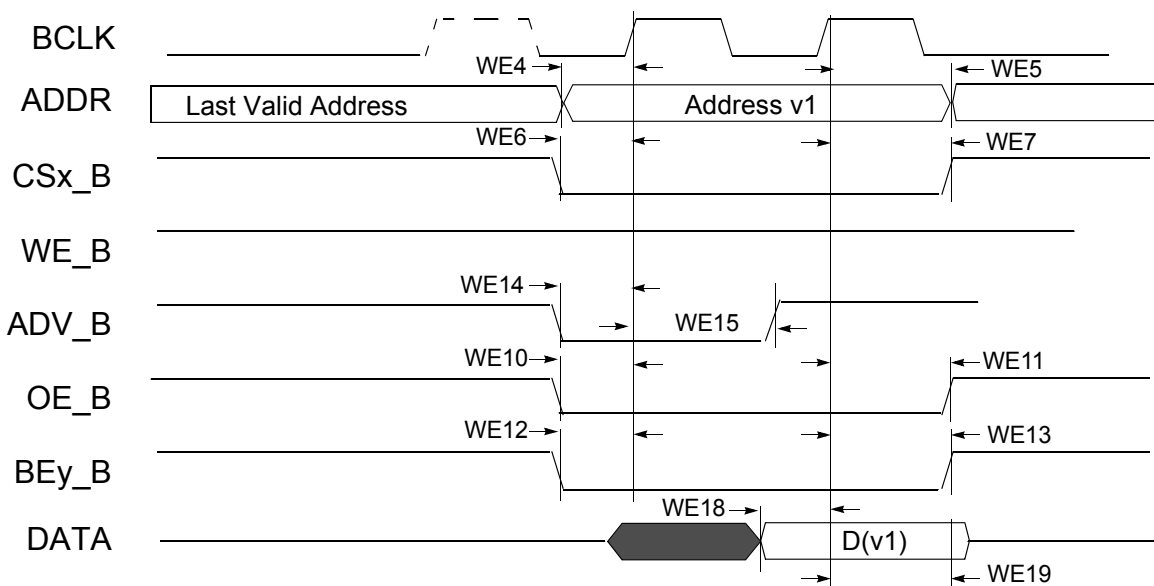 BCLK
WE4
WE5
ADDR
Last Valid Address
Address v1
WE6
WE7
CSx_B
WE_B
WE14
ADV_B
WE15
WE10
WE11
OE_B
WE12
WE13
BEy_B
WE18
DATA
D(v1)
WE19